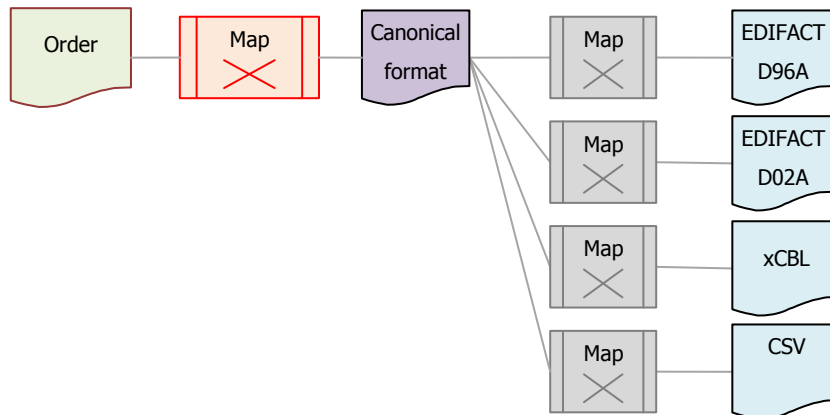 Order
Map
Canonical
format
Map
EDIFACT
D96A
Map
EDIFACT
D02A
Map
xCBL
Map
CSV